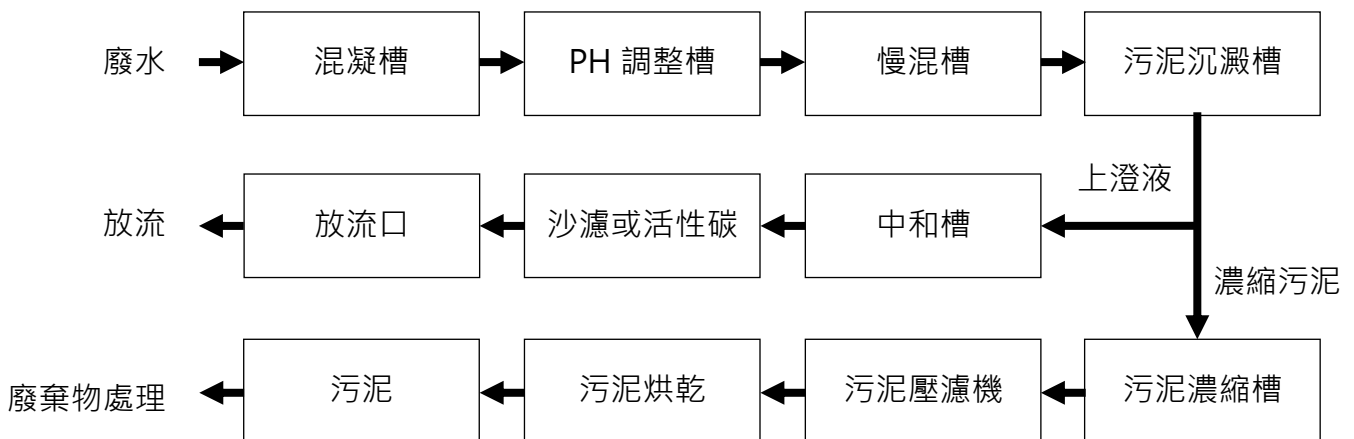 廢水
混凝槽
PH 調整槽
慢混槽
污泥沉澱槽
上澄液
放流
放流口
沙濾或活性碳
中和槽
濃縮污泥
廢棄物處理
污泥
污泥烘乾
污泥壓濾機
污泥濃縮槽